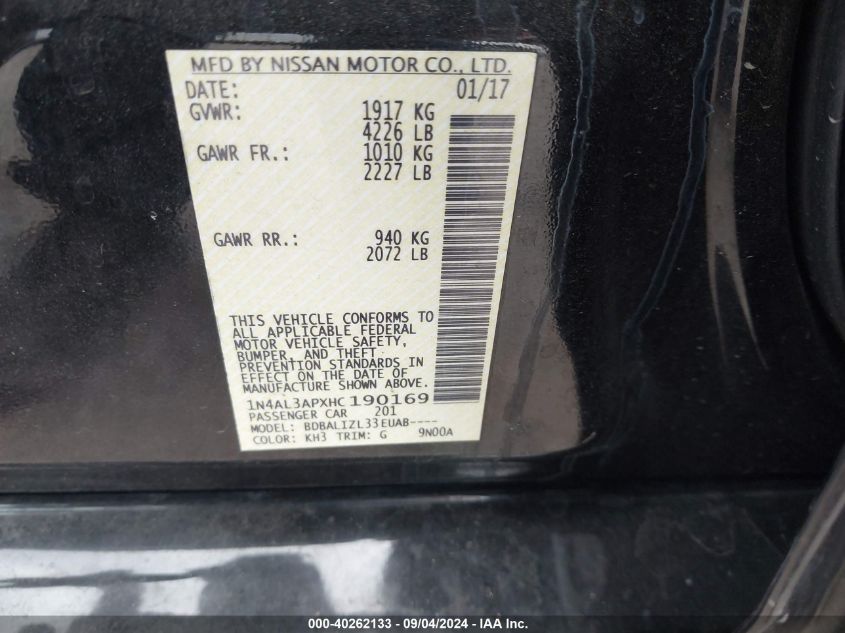 MFD BY NISSAN MOTOR CO., LTD.
DATE: 01/17
GVWR: 1917 KG
4226 LB
GAWR FR.: 1010 KG
2227 LB
GAWR RR.: 940 KG
2072 LB
THIS VEHICLE CONFORMS TO
ALL APPLICABLE FEDERAL
MOTOR VEHICLE SAFETY,
BUMPER, AND THEFT
PREVENTION STANDARDS IN
EFFECT ON THE DATE OF
MANUFACTURE SHOWN ABOVE.
1N4AL3APXHC190169
PASSENGER CAR 201
MODEL: BDBALIZL33EUAB----
COLOR: KH3 TRIM: G 9N00A
000-40262133 - 09/04/2024 - IAAI.com